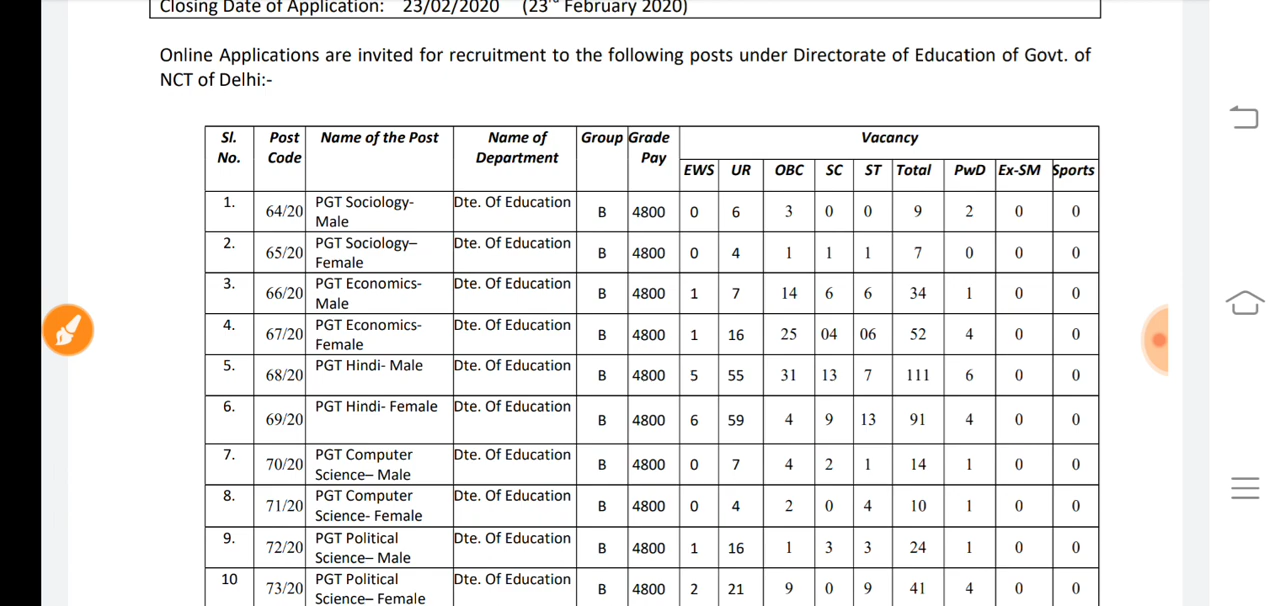 Closing Date of Application: 23/02/2020 (23rd February 2020)
Online Applications are invited for recruitment to the following posts under Directorate of Education of Govt. of
NCT of Delhi:-
Sl. No. Post Code Name of the Post Name of Department Group Grade Pay Vacancy
EWS UR OBC SC ST Total PwD Ex-SM Sports
1. 64/20 PGT Sociology- Male Dte. Of Education B 4800 0 6 3 0 0 9 2 0 0
2. 65/20 PGT Sociology– Female Dte. Of Education B 4800 0 4 1 1 1 7 0 0 0
3. 66/20 PGT Economics- Male Dte. Of Education B 4800 1 7 14 6 6 34 1 0 0
4. 67/20 PGT Economics- Female Dte. Of Education B 4800 1 16 25 04 06 52 4 0 0
5. 68/20 PGT Hindi- Male Dte. Of Education B 4800 5 55 31 13 7 111 6 0 0
6. 69/20 PGT Hindi- Female Dte. Of Education B 4800 6 59 4 9 13 91 4 0 0
7. 70/20 PGT Computer Science– Male Dte. Of Education B 4800 0 7 4 2 1 14 1 0 0
8. 71/20 PGT Computer Science- Female Dte. Of Education B 4800 0 4 2 0 4 10 1 0 0
9. 72/20 PGT Political Science– Male Dte. Of Education B 4800 1 16 1 3 3 24 1 0 0
10 73/20 PGT Political Science– Female Dte. Of Education B 4800 2 21 9 0 9 41 4 0 0